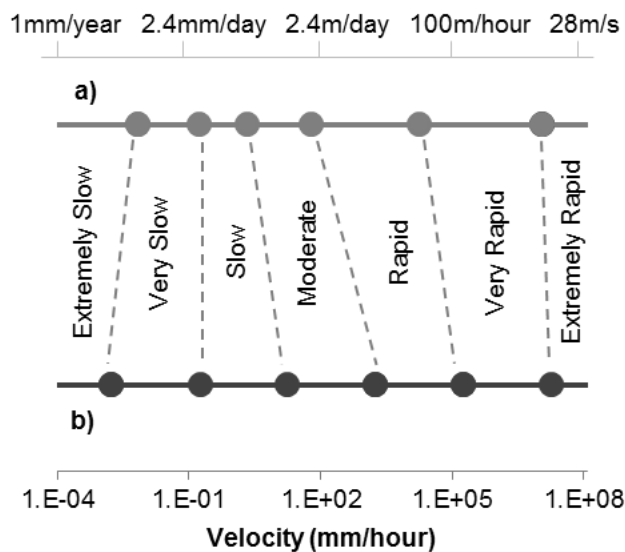 1mm/year 2.4mm/day 2.4m/day 100m/hour 28m/s
a)
Extremely Slow
Very Slow
Slow
Moderate
Rapid
Very Rapid
Extremely Rapid
b)
1.E-04 1.E-01 1.E+02 1.E+05 1.E+08
Velocity (mm/hour)